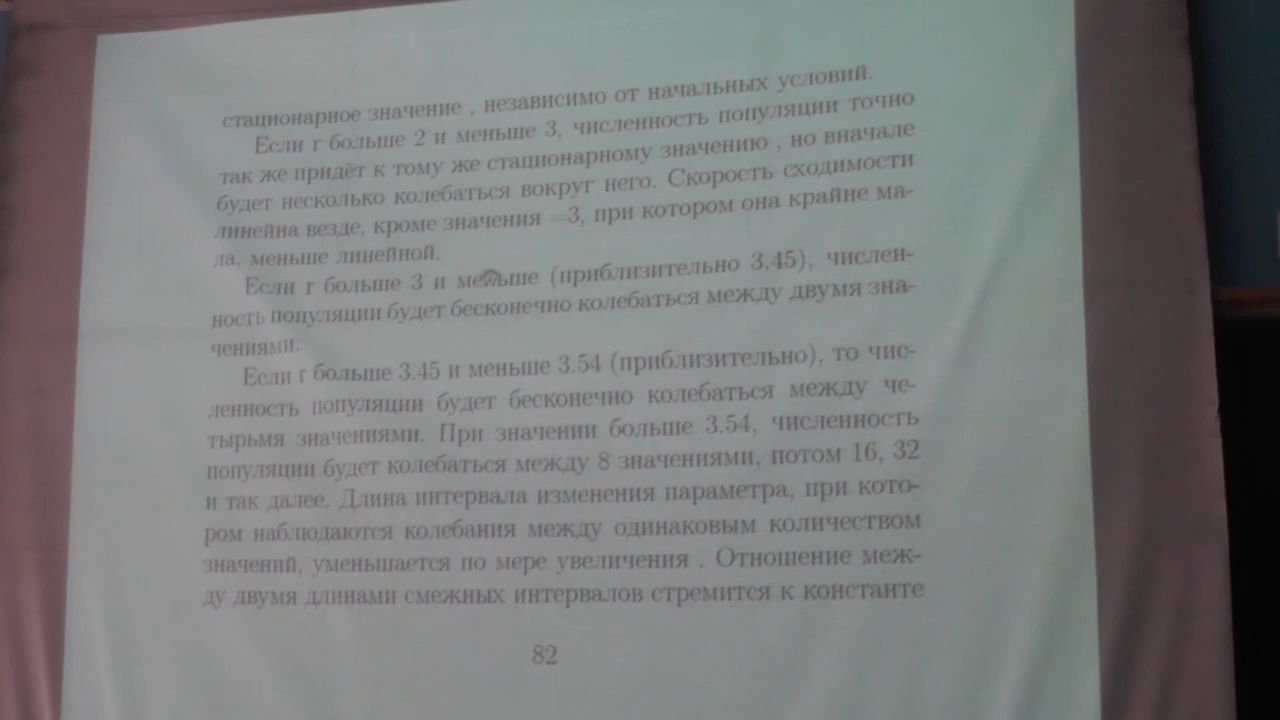 стационарное значение , независимо от начальных условий.
Если r больше 2 и меньше 3, численность популяции точно
так же придёт к тому же стационарному значению , но вначале
будет несколько колебаться вокруг него. Скорость сходимости
линейна везде, кроме значения =3, при котором она крайне ма-
ла, меньше линейной.
Если r больше 3 и меньше (приблизительно 3.45), числен-
ность популяции будет бесконечно колебаться между двумя зна-
чениями.
Если r больше 3.45 и меньше 3.54 (приблизительно), то чис-
ленность популяции будет бесконечно колебаться между че-
тырьмя значениями. При значении больше 3.54, численность
популяции будет колебаться между 8 значениями, потом 16, 32
и так далее. Длина интервала изменения параметра, при кото-
ром наблюдаются колебания между одинаковым количеством
значений, уменьшается по мере увеличения . Отношение меж-
ду двумя длинами смежных интервалов стремится к константе
82